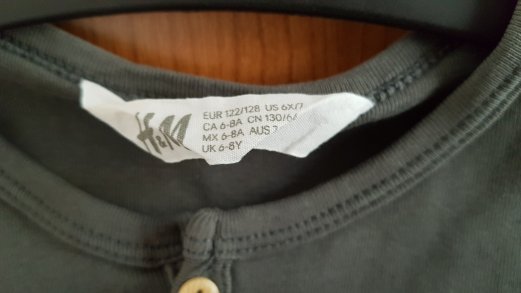 H&M
EUR 122/128 US 6X/7
CA 6-8A CN 130/6
MX 6-8A AUS
UK 6-8Y